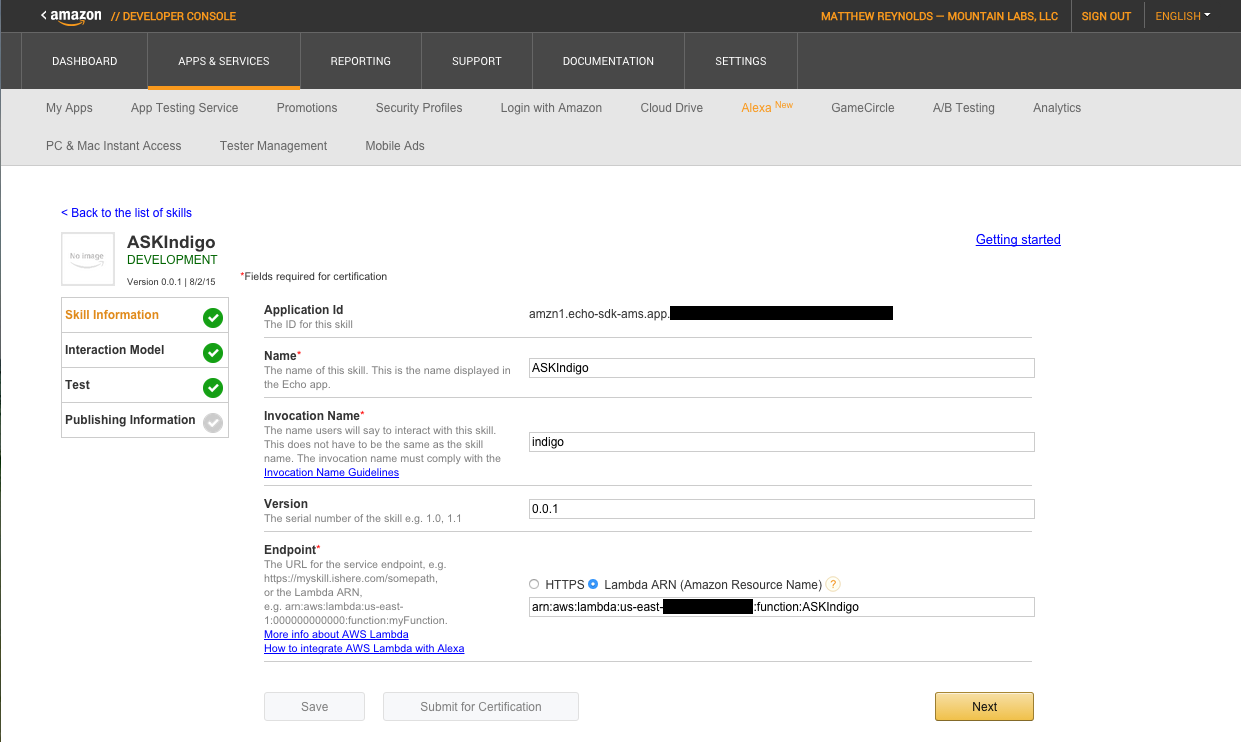 < amazon // DEVELOPER CONSOLE MATTHEW REYNOLDS — MOUNTAIN LABS, LLC SIGN OUT ENGLISH
DASHBOARD APPS & SERVICES REPORTING SUPPORT DOCUMENTATION SETTINGS
My Apps App Testing Service Promotions Security Profiles Login with Amazon Cloud Drive Alexa New GameCircle A/B Testing Analytics
PC & Mac Instant Access Tester Management Mobile Ads
< Back to the list of skills
Getting started
No image
ASKIndigo
DEVELOPMENT
Version 0.0.1 | 8/2/15
*Fields required for certification
Skill Information
Interaction Model
Test
Publishing Information
Application Id
The ID for this skill
amzn1.echo-sdk-ams.app.
Name*
The name of this skill. This is the name displayed in
the Echo app.
ASKIndigo
Invocation Name*
The name users will say to interact with this skill.
This does not have to be the same as the skill
name. The invocation name must comply with the
Invocation Name Guidelines
indigo
Version
The serial number of the skill e.g. 1.0, 1.1
0.0.1
Endpoint*
The URL for the service endpoint, e.g.
https://myskill.ishere.com/somepath,
or the Lambda ARN,
e.g. arn:aws:lambda:us-east-
1:000000000000:function:myFunction.
More info about AWS Lambda
How to integrate AWS Lambda with Alexa
HTTPS Lambda ARN (Amazon Resource Name) ?
arn:aws:lambda:us-east- :function:ASKIndigo
Save Submit for Certification Next